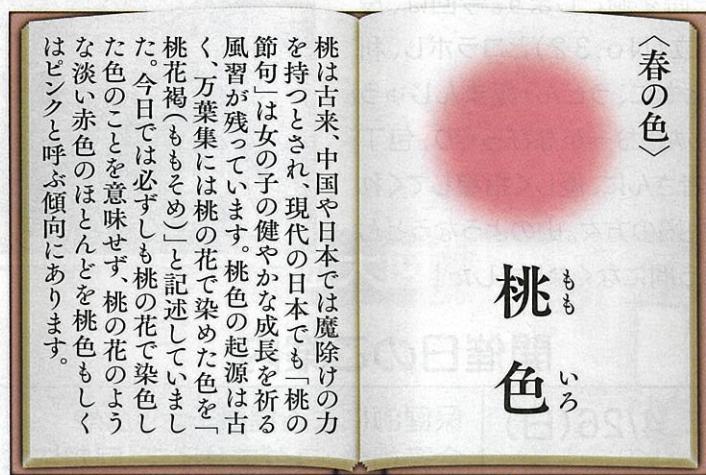 〈春の色〉
桃色
もも
いろ
桃は古来、中国や日本では魔除けの力
を持つとされ、現代の日本でも「桃の
節句」は女の子の健やかな成長を祈る
風習が残っています。桃色の起源は古
く、万葉集には桃の花で染めた色を「
桃花褐(ももそめ)」と記述していまし
た。今日では必ずしも桃の花で染色し
た色のことを意味せず、桃の花のよう
な淡い赤色のほとんどを桃色もしく
はピンクと呼ぶ傾向にあります。